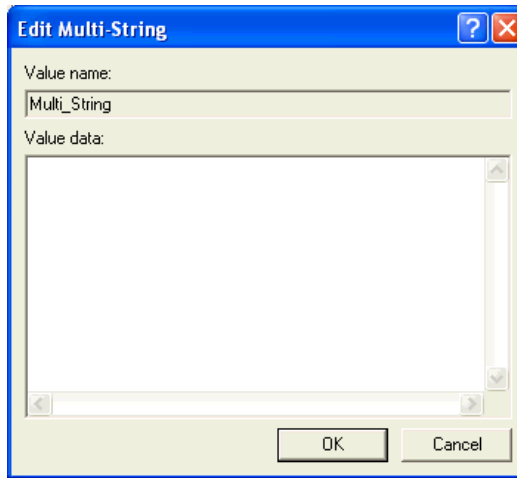 Edit Multi-String
Value name:
Multi_String
Value data:
OK Cancel